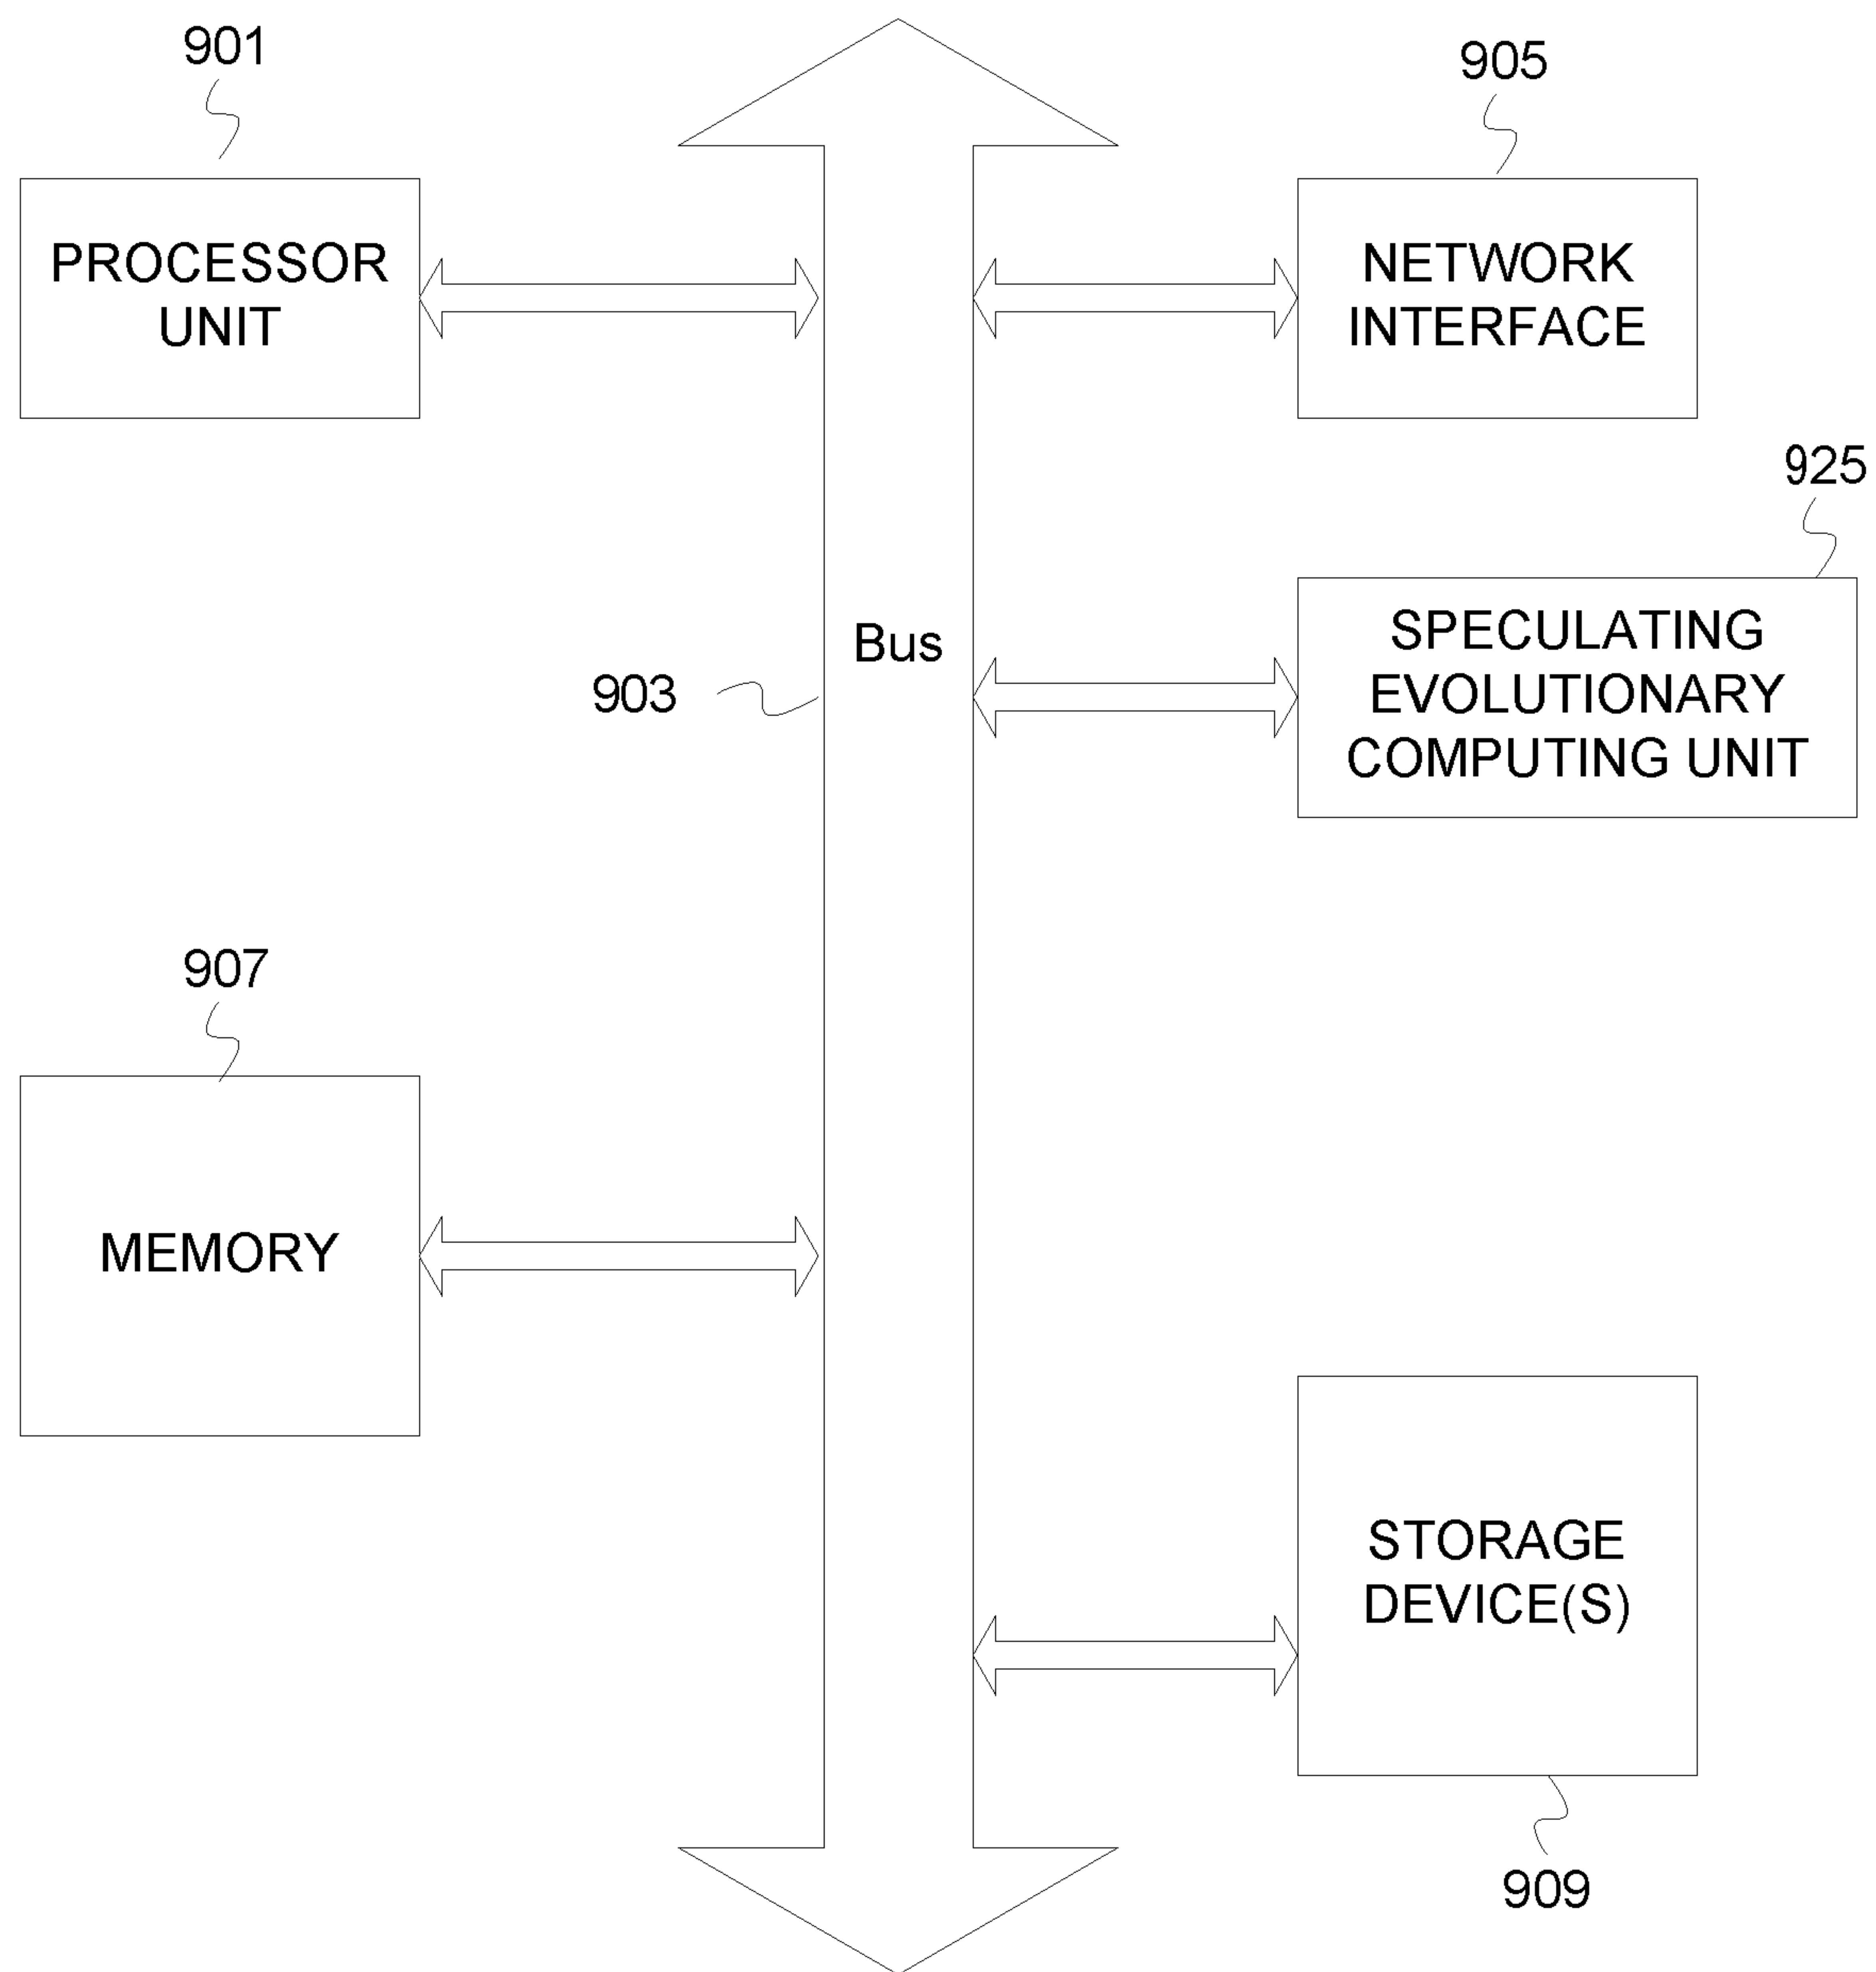 901
905
PROCESSOR
UNIT
NETWORK
INTERFACE
925
Bus
903
SPECULATING
EVOLUTIONARY
COMPUTING UNIT
907
MEMORY
STORAGE
DEVICE(S)
909